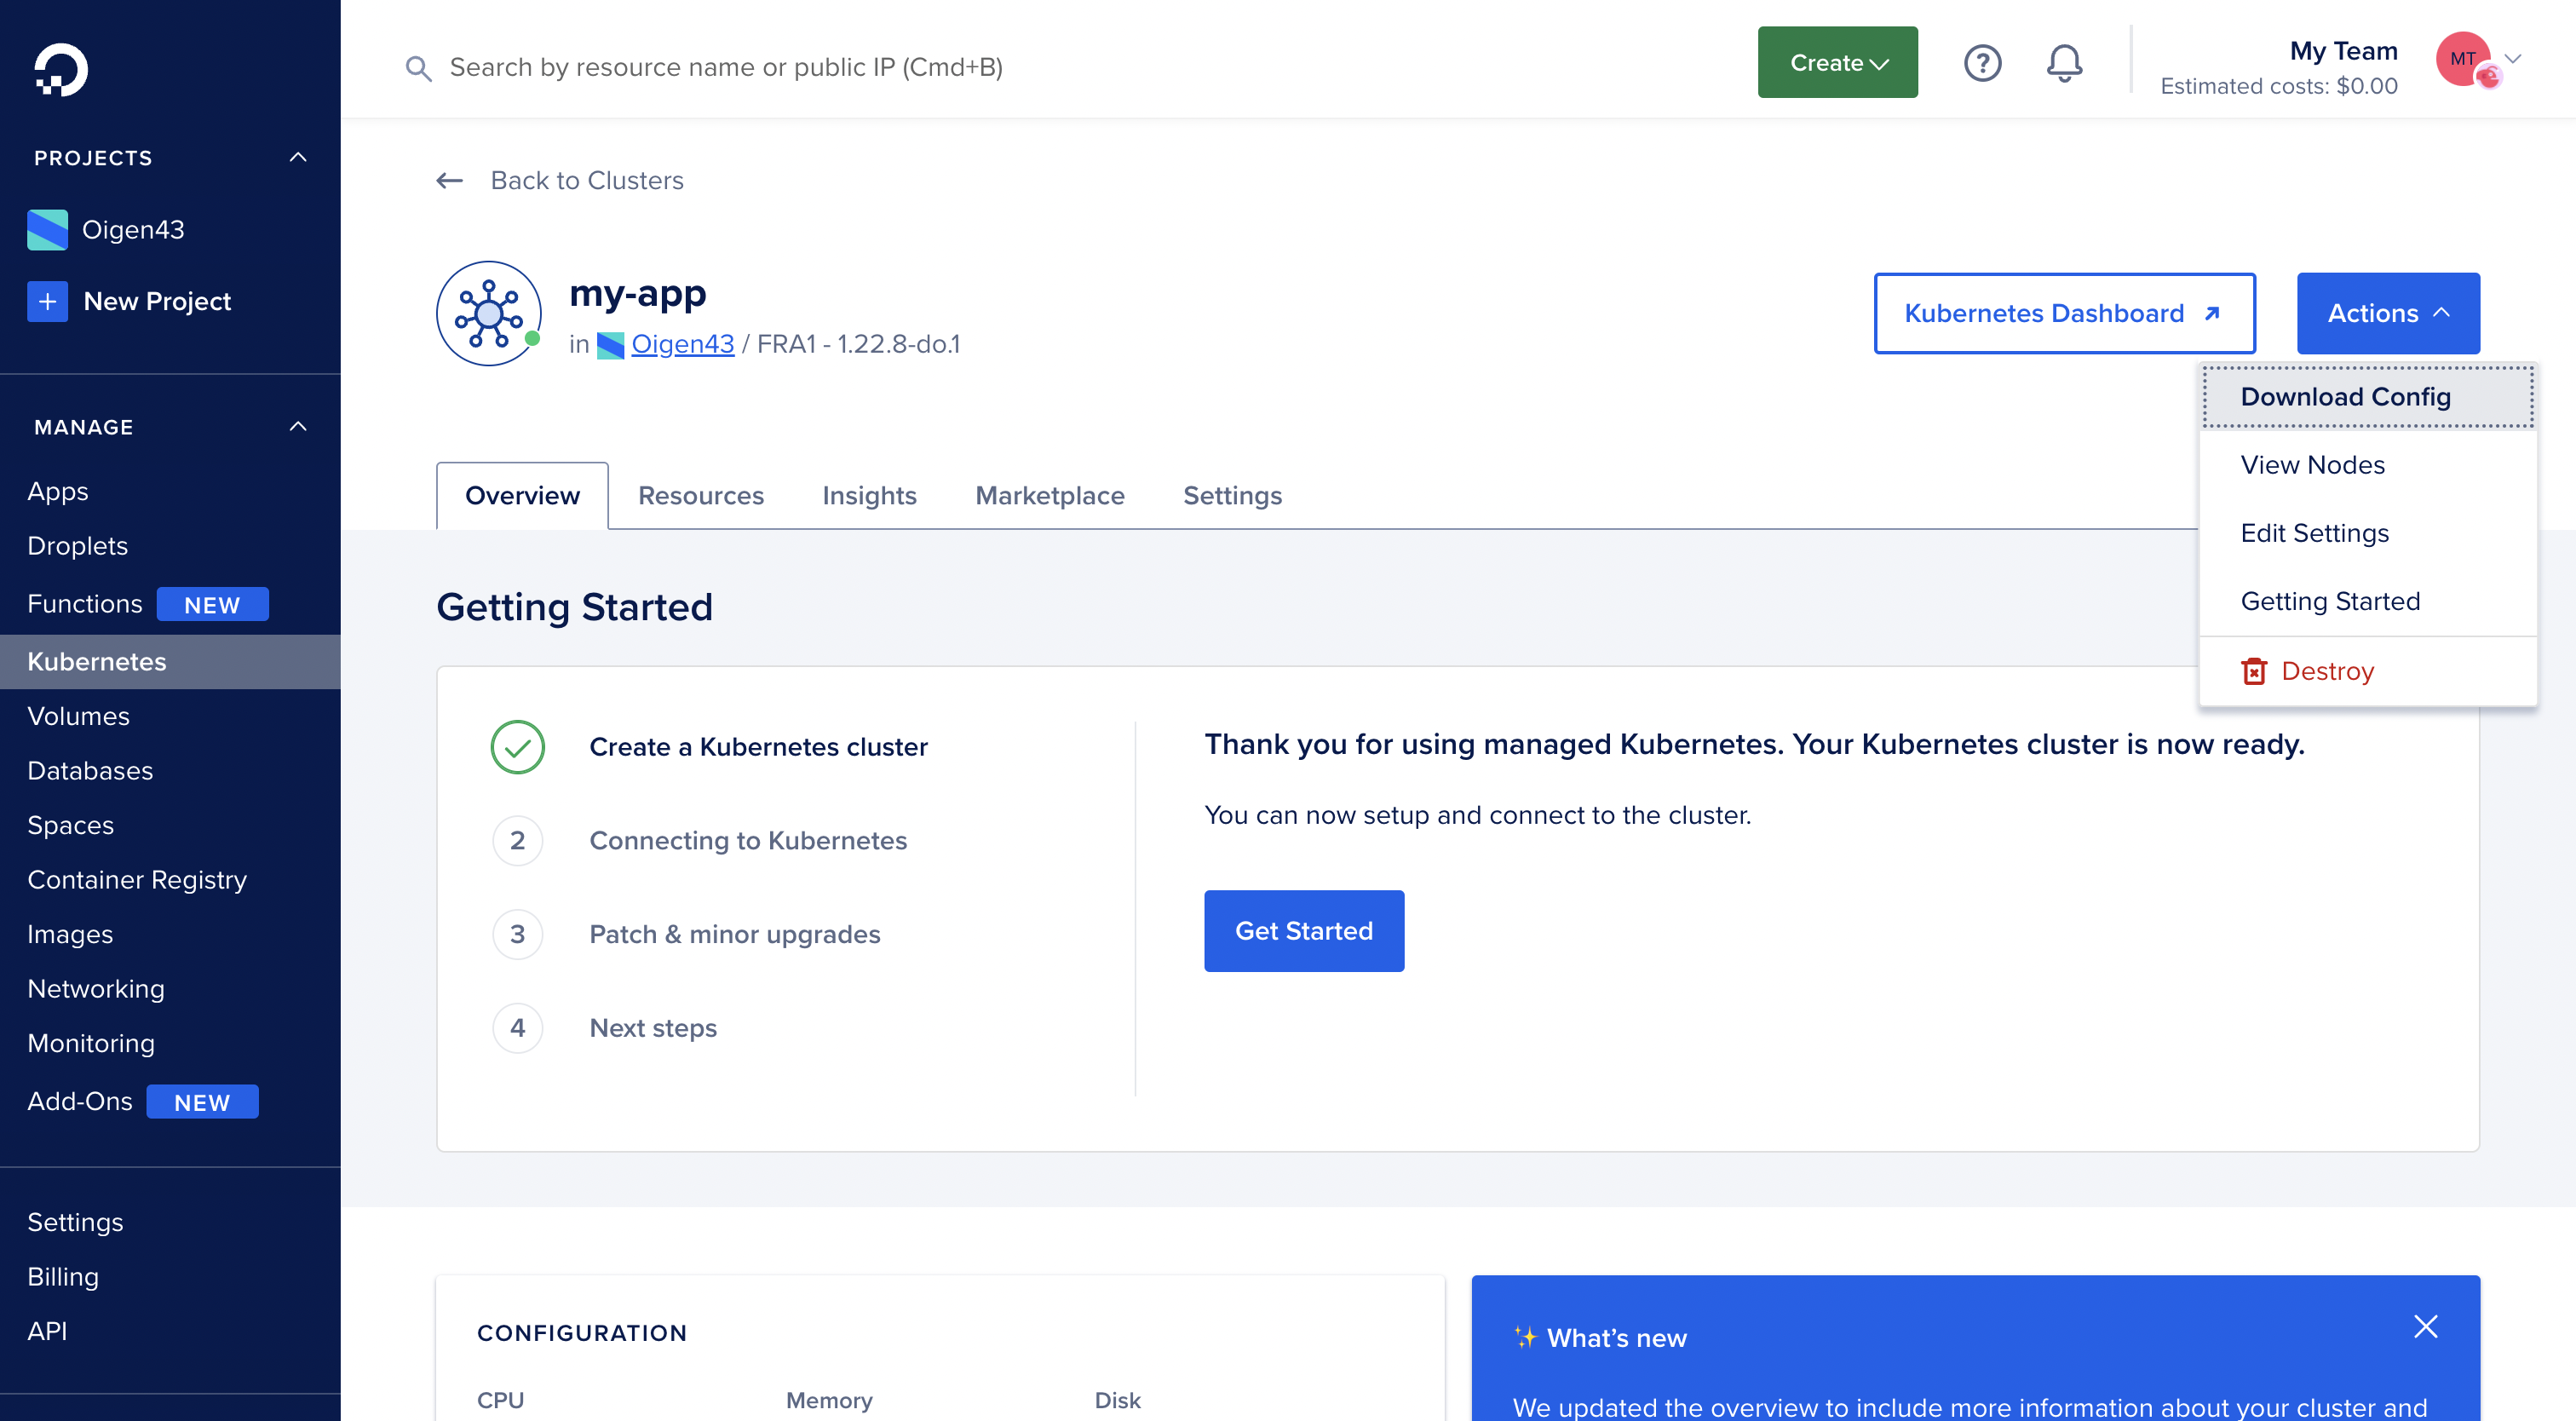 Search by resource name or public IP (Cmd+B)
Create
My Team
Estimated costs: $0.00
MT
PROJECTS
Oigen43
New Project
MANAGE
Apps
Droplets
Functions NEW
Kubernetes
Volumes
Databases
Spaces
Container Registry
Images
Networking
Monitoring
Add-Ons NEW
Settings
Billing
API
Back to Clusters
my-app
in Oigen43 / FRA1 - 1.22.8-do.1
Kubernetes Dashboard
Actions
Download Config
View Nodes
Edit Settings
Getting Started
Destroy
Overview Resources Insights Marketplace Settings
Getting Started
Create a Kubernetes cluster
2 Connecting to Kubernetes
3 Patch & minor upgrades
4 Next steps
Thank you for using managed Kubernetes. Your Kubernetes cluster is now ready.
You can now setup and connect to the cluster.
Get Started
CONFIGURATION
CPU Memory Disk
✨ What’s new
We updated the overview to include more information about your cluster and